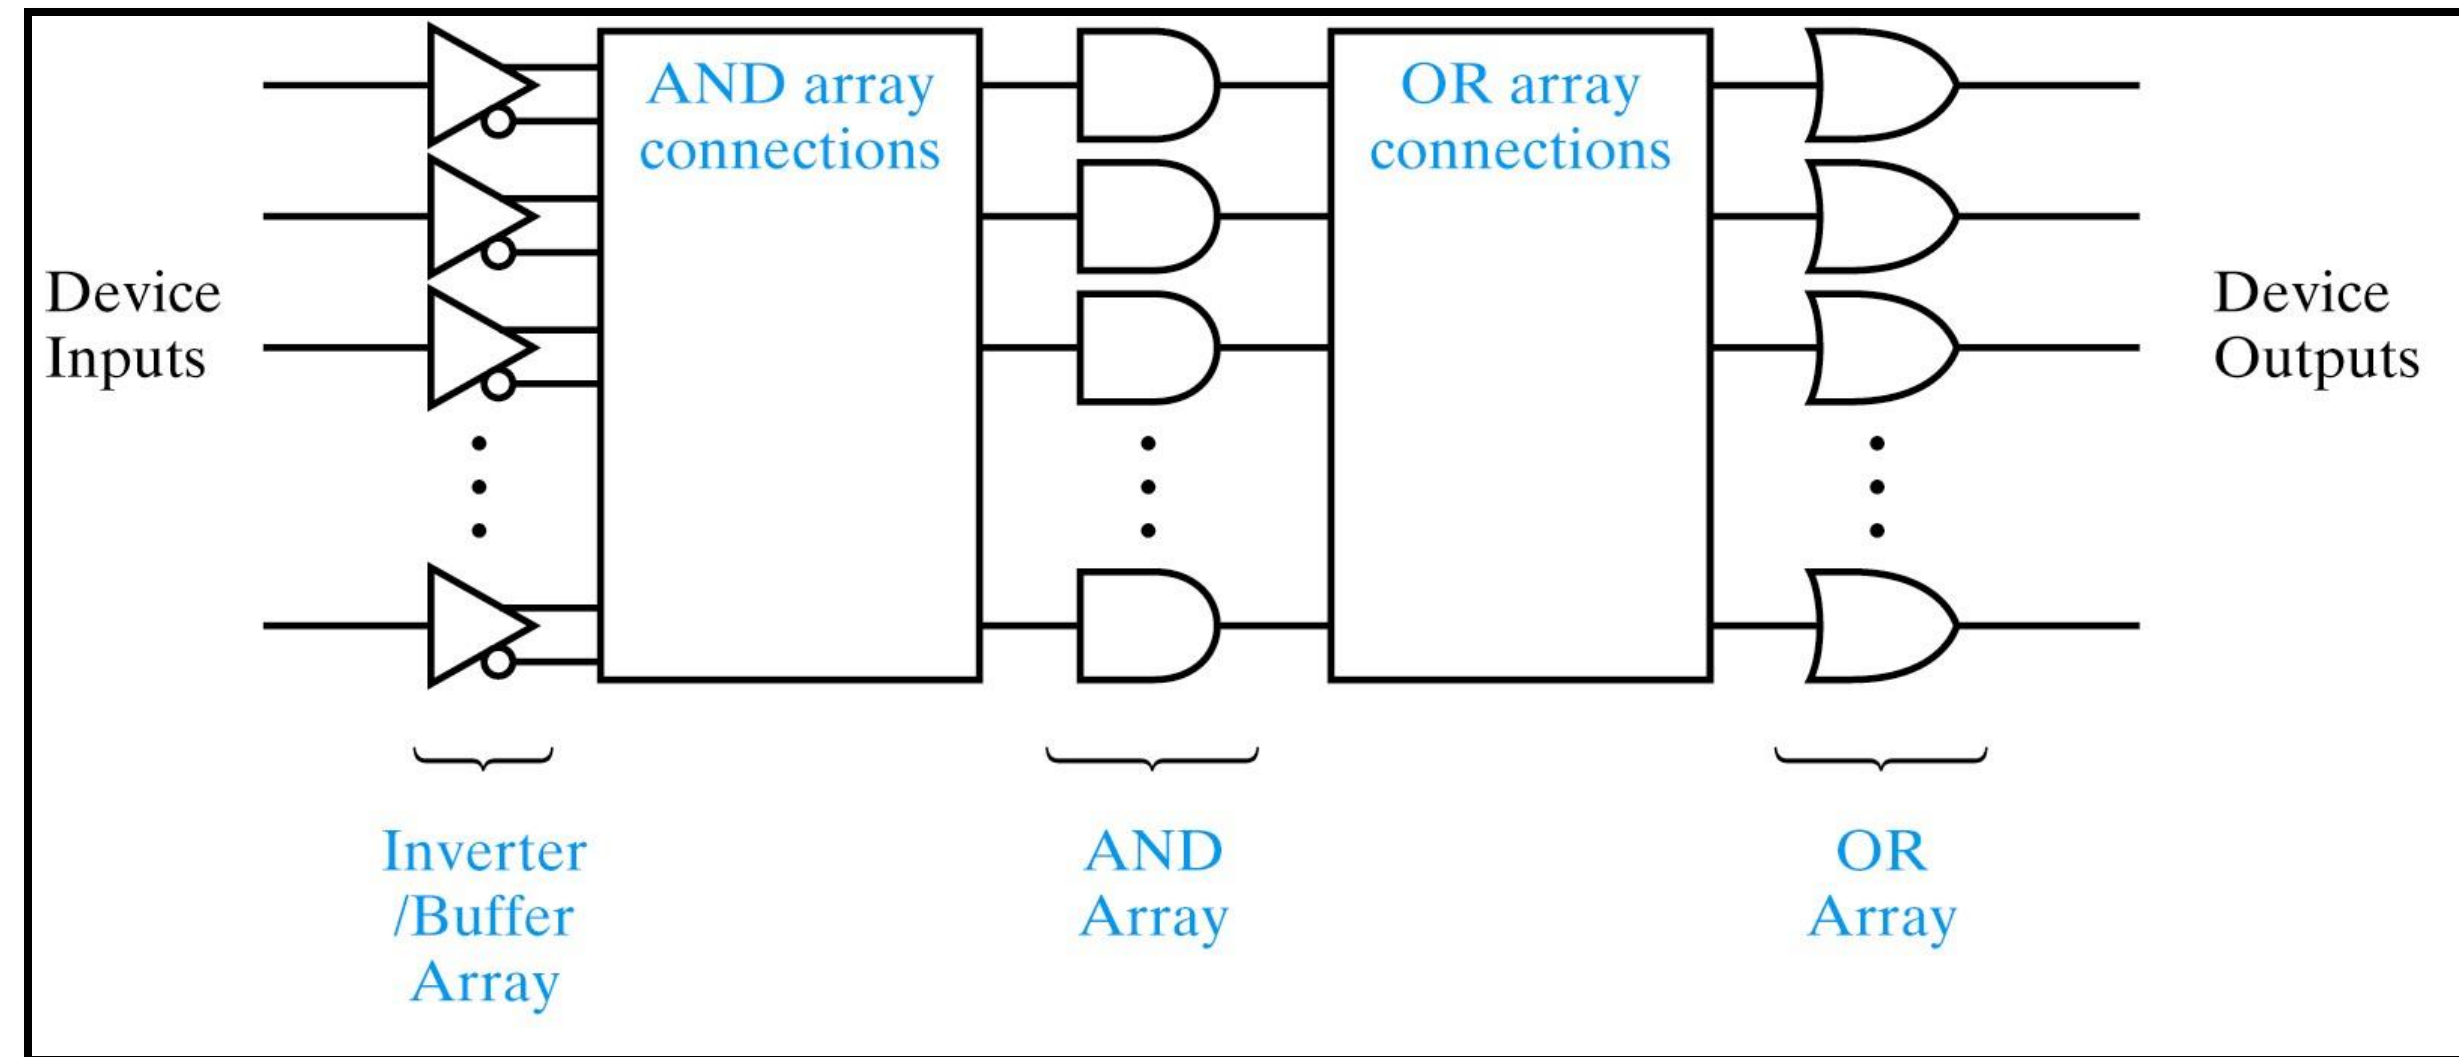 AND array
connections
OR array
connections
Device
Inputs
Device
Outputs
Inverter
/Buffer
Array
AND
Array
OR
Array